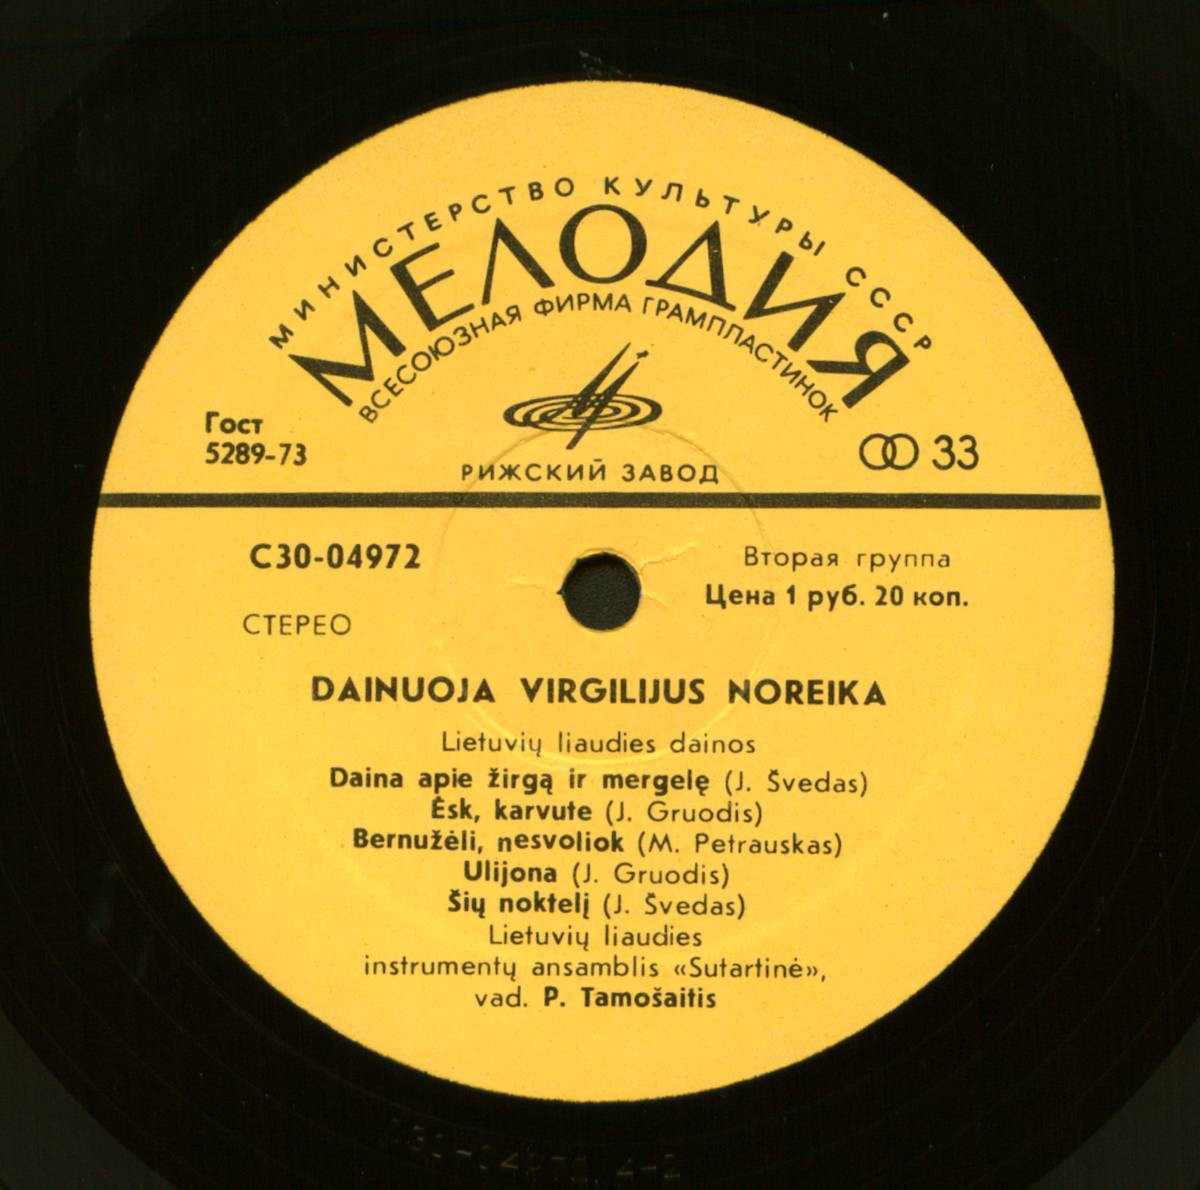 МИНИСТЕРСТВО КУЛЬТУРЫ СССР
МЕЛОДИЯ
ВСЕСОЮЗНАЯ ФИРМА ГРАМПЛАСТИНОК
Гост
5289-73
33
РИЖСКИЙ ЗАВОД
С30-04972
Вторая группа
Цена 1 руб. 20 коп.
СТЕРЕО
DAINUOJA VIRGILIJUS NOREIKA
Lietuvių liaudies dainos
Daina apie žirgą ir mergelę (J. Švedas)
Ėsk, karvute (J. Gruodis)
Bernužėli, nesvoliok (M. Petrauskas)
Ulijona (J. Gruodis)
Šių noktelį (J. Švedas)
Lietuvių liaudies
instrumentų ansamblis «Sutartinė»,
vad. P. Tamošaitis